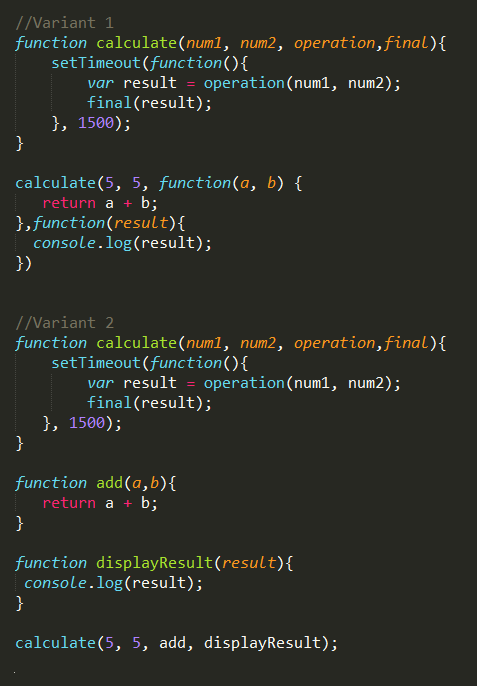 //Variant 1
function calculate(num1, num2, operation,final){
    setTimeout(function(){
        var result = operation(num1, num2);
        final(result);
    }, 1500);
}

calculate(5, 5, function(a, b) {
   return a + b;
},function(result){
  console.log(result);
})


//Variant 2
function calculate(num1, num2, operation,final){
    setTimeout(function(){
        var result = operation(num1, num2);
        final(result);
   }, 1500);
}

function add(a,b){
   return a + b;
}

function displayResult(result){
 console.log(result);
}

calculate(5, 5, add, displayResult);